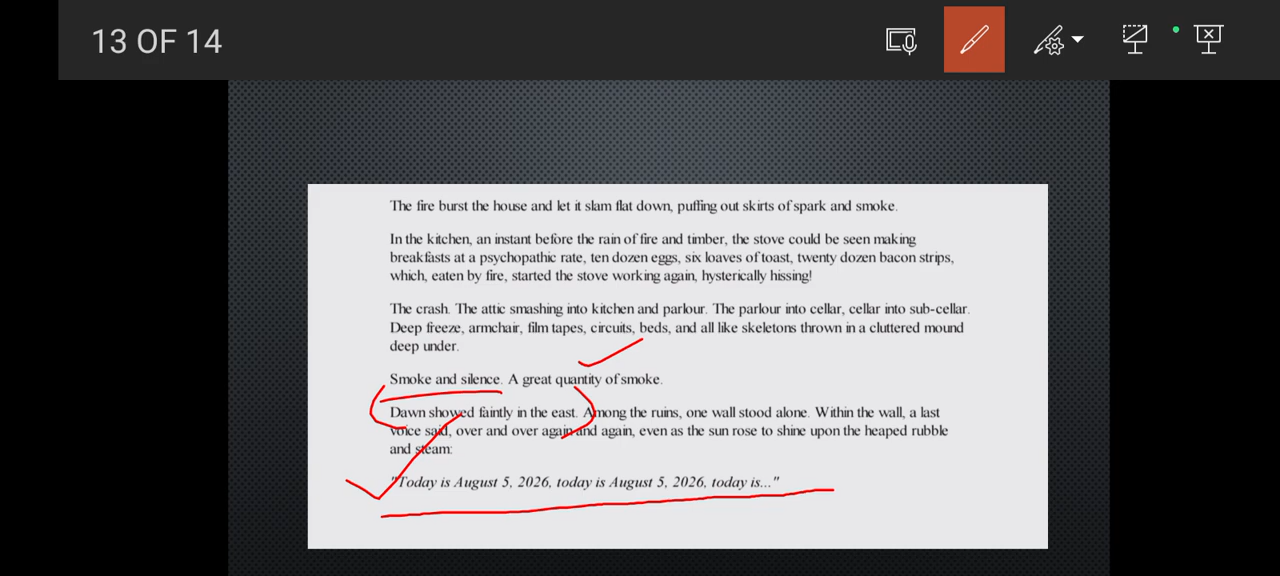 13 OF 14
The fire burst the house and let it slam flat down, puffing out skirts of spark and smoke.
In the kitchen, an instant before the rain of fire and timber, the stove could be seen making
breakfasts at a psychopathic rate, ten dozen eggs, six loaves of toast, twenty dozen bacon strips,
which, eaten by fire, started the stove working again, hysterically hissing!
The crash. The attic smashing into kitchen and parlour. The parlour into cellar, cellar into sub-cellar.
Deep freeze, armchair, film tapes, circuits, beds, and all like skeletons thrown in a cluttered mound
deep under.
Smoke and silence. A great quantity of smoke.
Dawn showed faintly in the east. Among the ruins, one wall stood alone. Within the wall, a last
voice said, over and over again and again, even as the sun rose to shine upon the heaped rubble
and steam:
"Today is August 5, 2026, today is August 5, 2026, today is..."